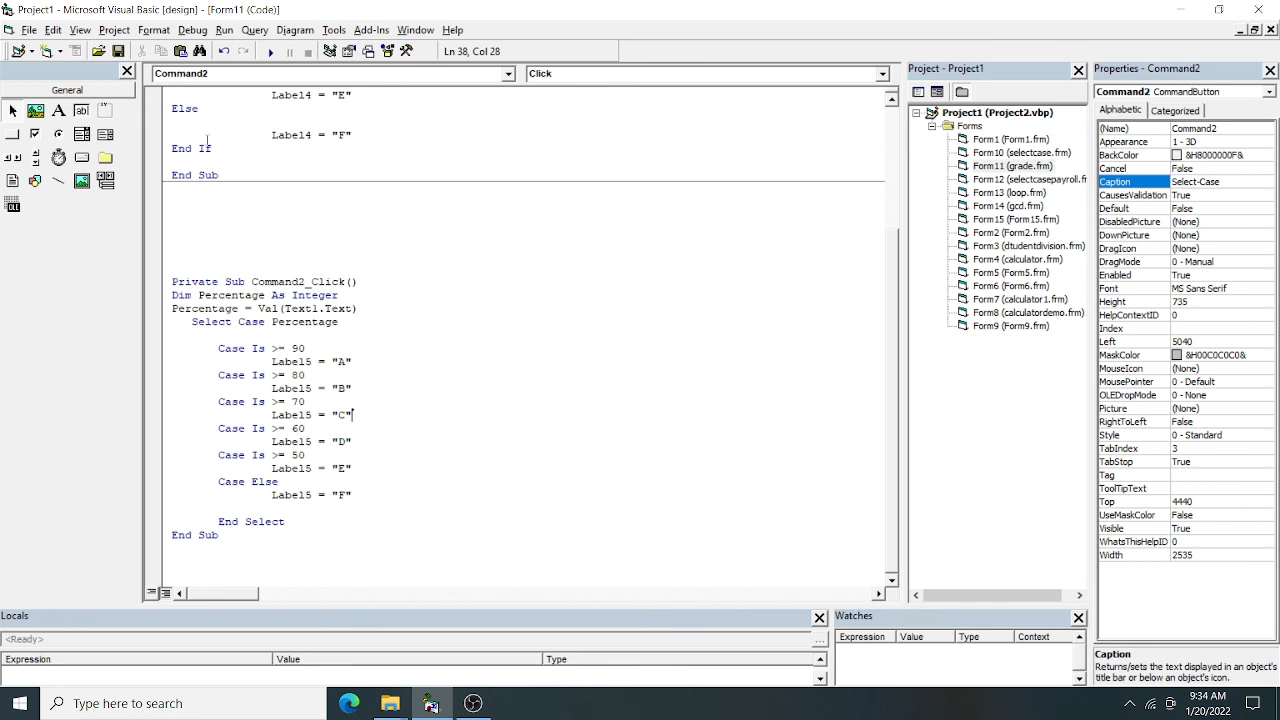 Project1 - Microsoft Visual Basic [design] - [Form11 (Code)]
File Edit View Project Format Debug Run Query Diagram Tools Add-Ins Window Help
Ln 38, Col 28
General
Command2
Click
Label4 = "E"
Else
Label4 = "F"
End If
End Sub
Private Sub Command2_Click()
Dim Percentage As Integer
Percentage = Val(Text1.Text)
Select Case Percentage
Case Is >= 90
Label5 = "A"
Case Is >= 80
Label5 = "B"
Case Is >= 70
Label5 = "C"
Case Is >= 60
Label5 = "D"
Case Is >= 50
Label5 = "E"
Case Else
Label5 = "F"
End Select
End Sub
Project - Project1
Project1 (Project2.vbp)
Forms
Form1 (Form1.frm)
Form10 (selectcase.frm)
Form11 (grade.frm)
Form12 (selectcasepayroll.fr
Form13 (loop.frm)
Form14 (gcd.frm)
Form15 (Form15.frm)
Form2 (Form2.frm)
Form3 (dtutendivision.frm)
Form4 (calculator.frm)
Form5 (Form5.frm)
Form6 (Form6.frm)
Form7 (calculator1.frm)
Form8 (calculatordemo.frm)
Form9 (Form9.frm)
Properties - Command2
Command2 CommandButton
Alphabetic Categorized
(Name) Command2
Appearance 1 - 3D
BackColor &H8000000F&
Cancel False
Caption Select-Case
CausesValidation True
Default False
DisabledPicture (None)
DownPicture (None)
DragIcon (None)
DragMode 0 - Manual
Enabled True
Font MS Sans Serif
Height 735
HelpContextID 0
Index
Left 5040
MaskColor &H00C0C0C0&
MouseIcon (None)
MousePointer 0 - Default
OLEDropMode 0 - None
Picture (None)
RightToLeft False
Style 0 - Standard
TabIndex 3
TabStop True
Tag
ToolTipText
Top 4440
UseMaskColor False
Visible True
WhatsThisHelpID 0
Width 2535
Caption
Returns/sets the text displayed in an object's title bar or below an object's icon.
Locals
<Ready>
Expression Value Type
Watches
Expression Value Type Context
Type here to search
9:34 AM
1/20/2022